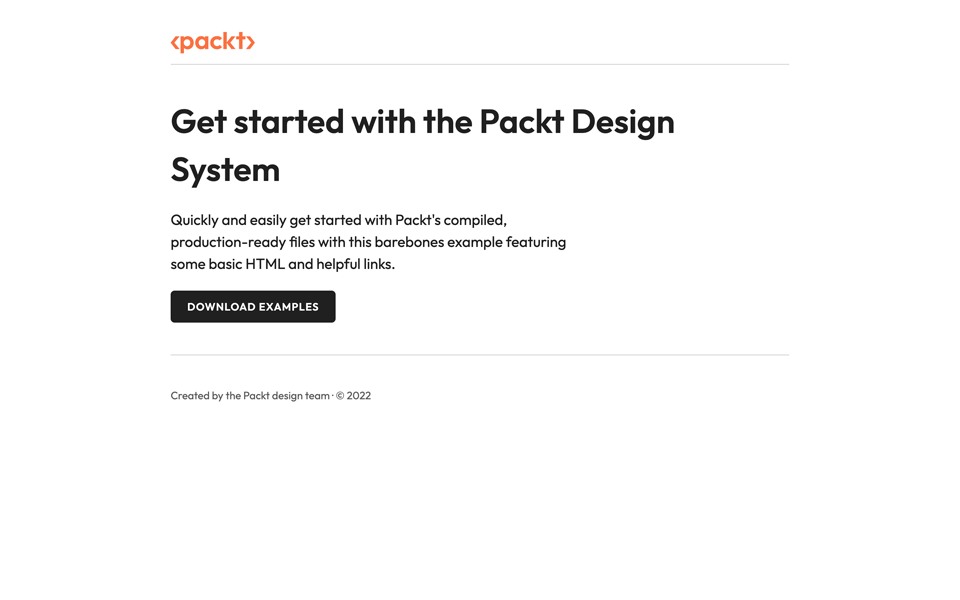 <packt>
Get started with the Packt Design
System
Quickly and easily get started with Packt's compiled,
production-ready files with this barebones example featuring
some basic HTML and helpful links.
DOWNLOAD EXAMPLES
Created by the Packt design team · © 2022